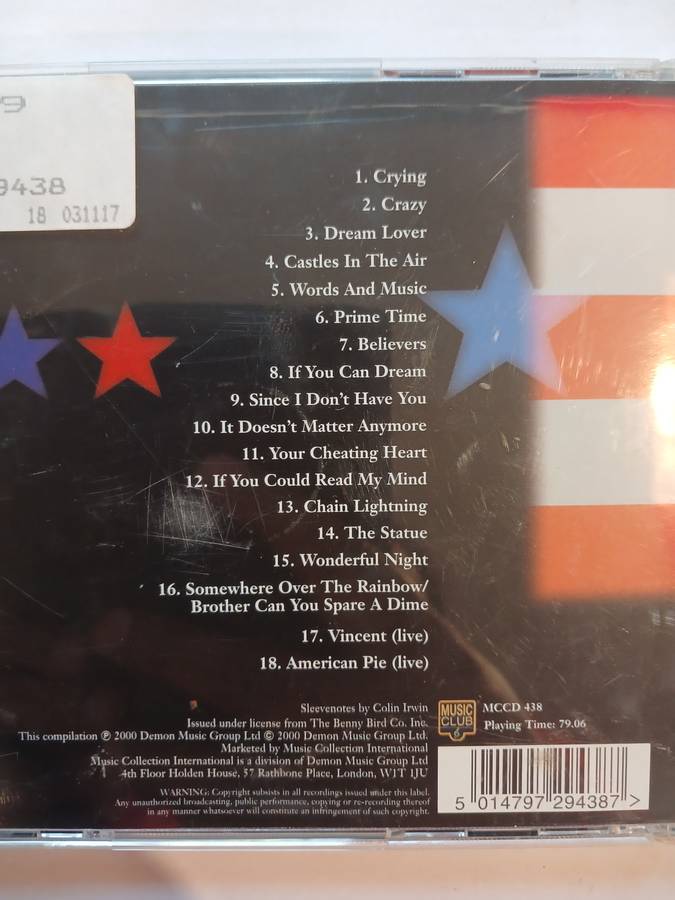 9438
18 031117
1. Crying
2. Crazy
3. Dream Lover
4. Castles In The Air
5. Words And Music
6. Prime Time
7. Believers
8. If You Can Dream
9. Since I Don't Have You
10. It Doesn't Matter Anymore
11. Your Cheating Heart
12. If You Could Read My Mind
13. Chain Lightning
14. The Statue
15. Wonderful Night
16. Somewhere Over The Rainbow/
Brother Can You Spare A Dime
17. Vincent (live)
18. American Pie (live)
Sleevenotes by Colin Irwin
Issued under license from The Benny Bird Co. Inc.
This compilation ℗ 2000 Demon Music Group Ltd © 2000 Demon Music Group Ltd.
Marketed by Music Collection International
Music Collection International is a division of Demon Music Group Ltd
4th Floor Holden House, 57 Rathbone Place, London, W1T 1JU
WARNING: Copyright subsists in all recordings issued under this label.
Any unauthorized broadcasting, public performance, copying or re-recording thereof
in any manner whatsoever will constitute an infringement of such copyright.
MUSIC
CLUB
MCCD 438
Playing Time: 79.06
5 014797 294387 >